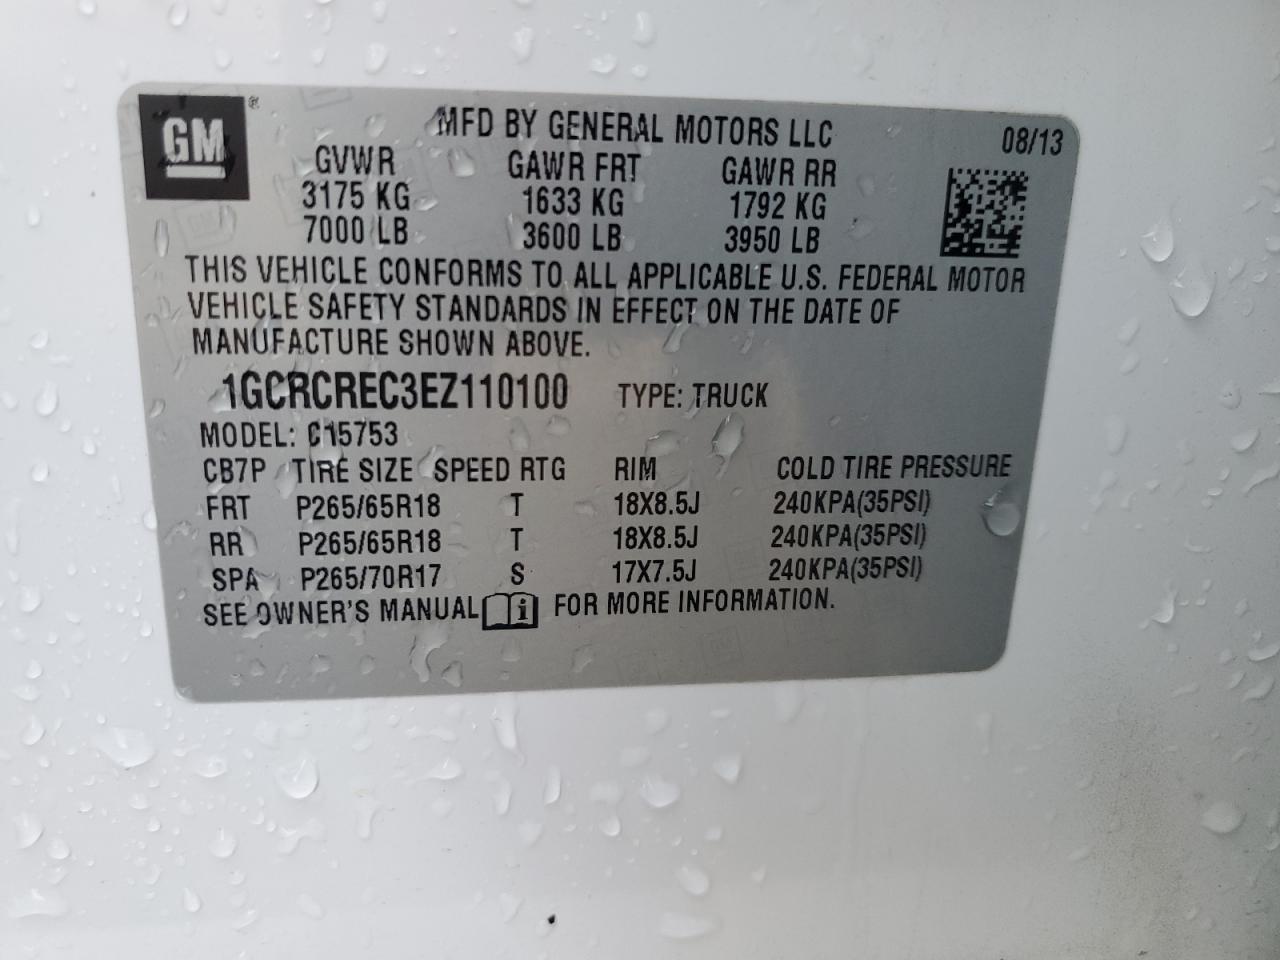 GM ®
MFD BY GENERAL MOTORS LLC 08/13
GVWR GAWR FRT GAWR RR
3175 KG 1633 KG 1792 KG
7000 LB 3600 LB 3950 LB
THIS VEHICLE CONFORMS TO ALL APPLICABLE U.S. FEDERAL MOTOR
VEHICLE SAFETY STANDARDS IN EFFECT ON THE DATE OF
MANUFACTURE SHOWN ABOVE.
1GCRCREC3EZ110100 TYPE: TRUCK
MODEL: C15753
CB7P TIRE SIZE SPEED RTG RIM COLD TIRE PRESSURE
FRT P265/65R18 T 18X8.5J 240KPA(35PSI)
RR P265/65R18 T 18X8.5J 240KPA(35PSI)
SPA P265/70R17 S 17X7.5J 240KPA(35PSI)
SEE OWNER'S MANUAL i FOR MORE INFORMATION.